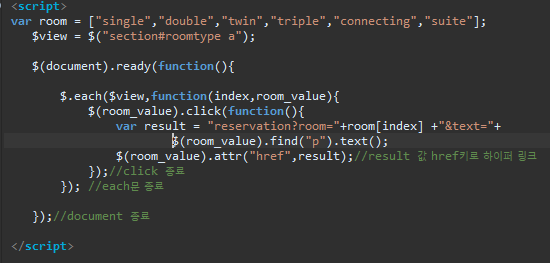 <script>
var room = ["single","double","twin","triple","connecting","suite"];
$view = $("section#roomtype a");
$(document).ready(function(){
$.each($view,function(index,room_value){
$(room_value).click(function(){
var result = "reservation?room="+room[index] +"&text="+
$(room_value).find("p").text();
$(room_value).attr("href",result);//result 값 href키로 하이퍼 링크
});//click 종료
}); //each문 종료
});//document 종료
</script>